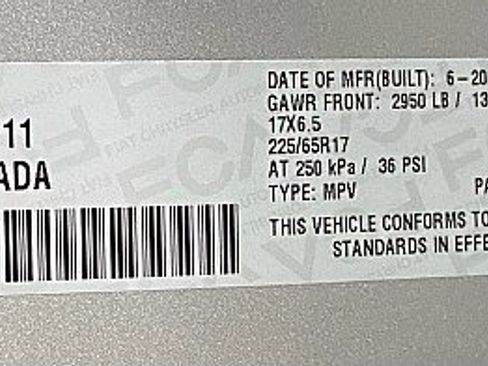 DATE OF MFR(BUILT): 6-20
GAWR FRONT: 2950 LB / 13
11 17X6.5
225/65R17
ADA AT 250 kPa / 36 PSI
TYPE: MPV PA
THIS VEHICLE CONFORMS TO
STANDARDS IN EFFE